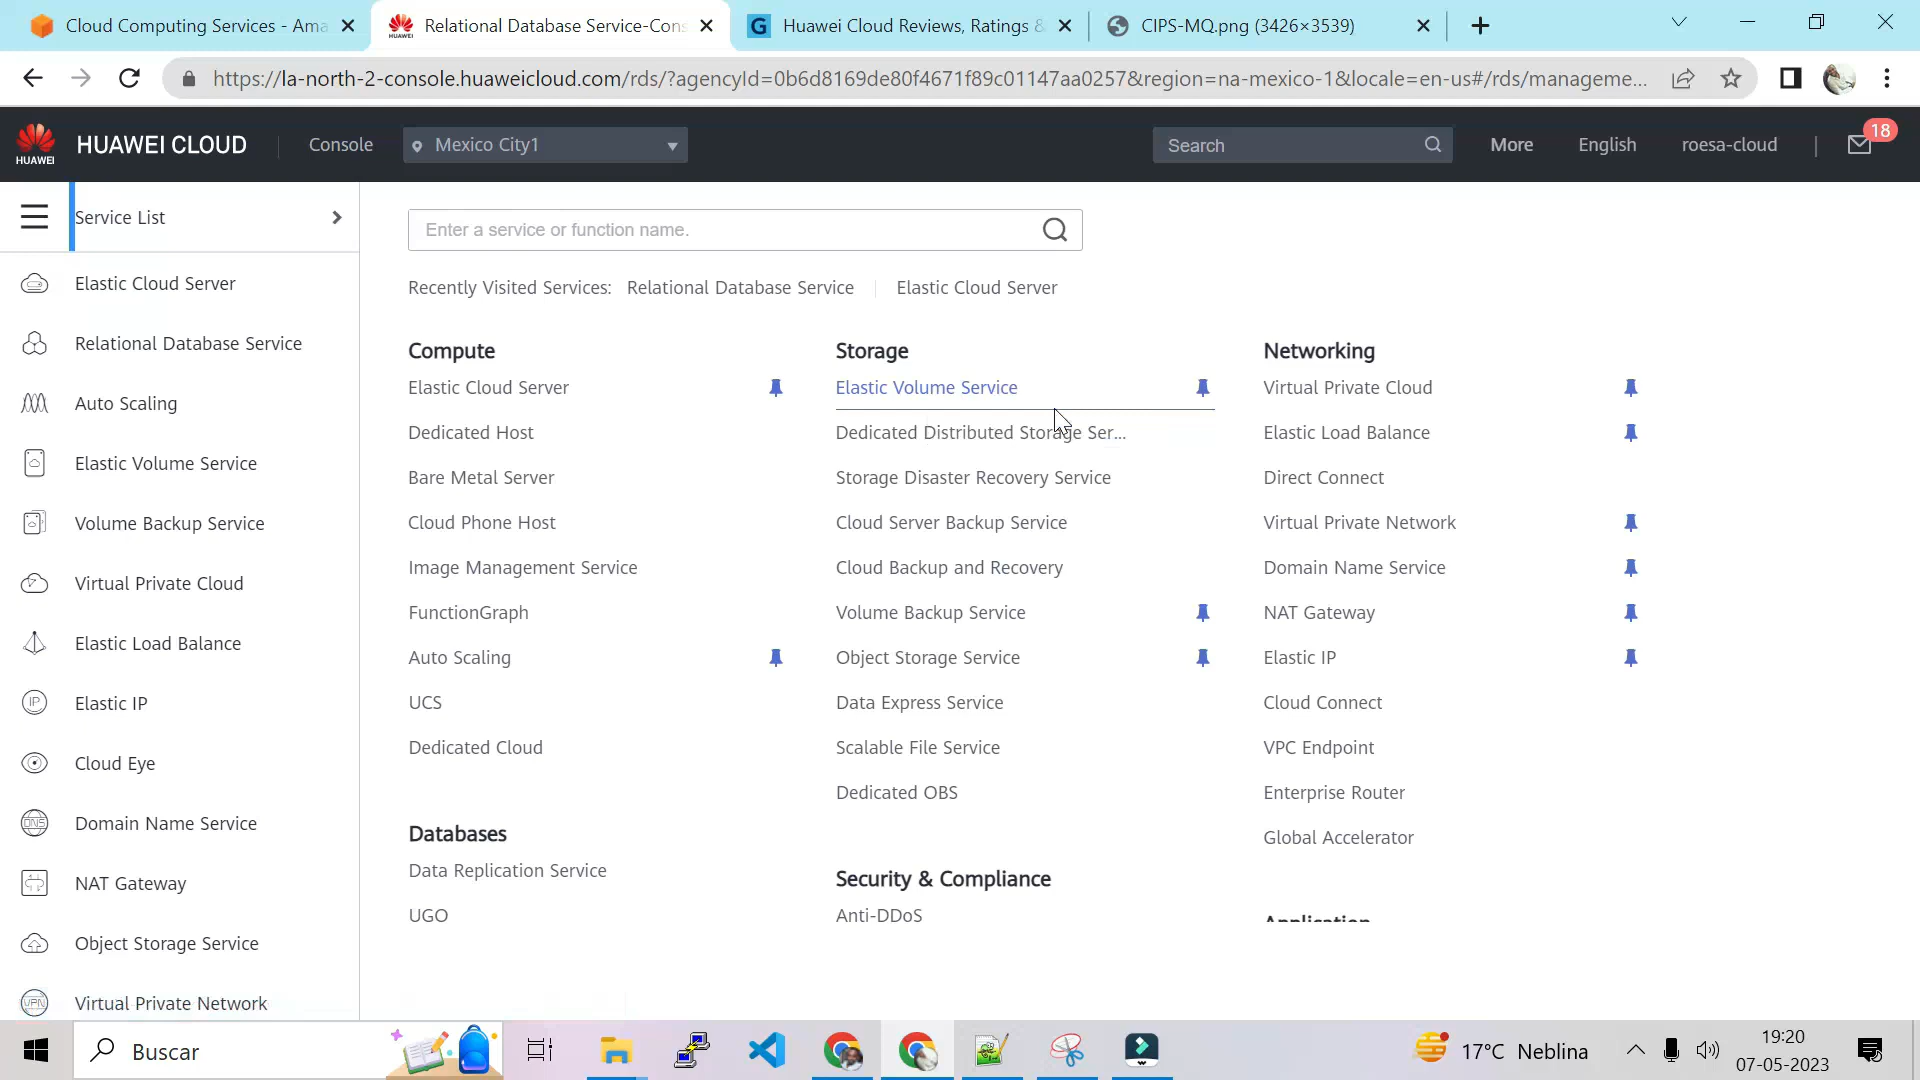 Cloud Computing Services - Ama
Relational Database Service-Cons
G
Huawei Cloud Reviews, Ratings &
CIPS-MQ.png (3426×3539)
https://la-north-2-console.huaweicloud.com/rds/?agencyId=0b6d8169de80f4671f89c01147aa0257&region=na-mexico-1&locale=en-us#/rds/manageme...
HUAWEI
HUAWEI CLOUD
Console
Mexico City1
Search
More
English
roesa-cloud
18
Service List
Elastic Cloud Server
Relational Database Service
Auto Scaling
Elastic Volume Service
Volume Backup Service
Virtual Private Cloud
Elastic Load Balance
IP
Elastic IP
Cloud Eye
DNS
Domain Name Service
NAT Gateway
Object Storage Service
VPN
Virtual Private Network
Enter a service or function name.
Recently Visited Services: Relational Database Service Elastic Cloud Server
Compute
Elastic Cloud Server
Dedicated Host
Bare Metal Server
Cloud Phone Host
Image Management Service
FunctionGraph
Auto Scaling
UCS
Dedicated Cloud
Databases
Data Replication Service
UGO
Storage
Elastic Volume Service
Dedicated Distributed Storage Ser...
Storage Disaster Recovery Service
Cloud Server Backup Service
Cloud Backup and Recovery
Volume Backup Service
Object Storage Service
Data Express Service
Scalable File Service
Dedicated OBS
Security & Compliance
Anti-DDoS
Networking
Virtual Private Cloud
Elastic Load Balance
Direct Connect
Virtual Private Network
Domain Name Service
NAT Gateway
Elastic IP
Cloud Connect
VPC Endpoint
Enterprise Router
Global Accelerator
Application
Buscar
17°C Neblina
19:20
07-05-2023